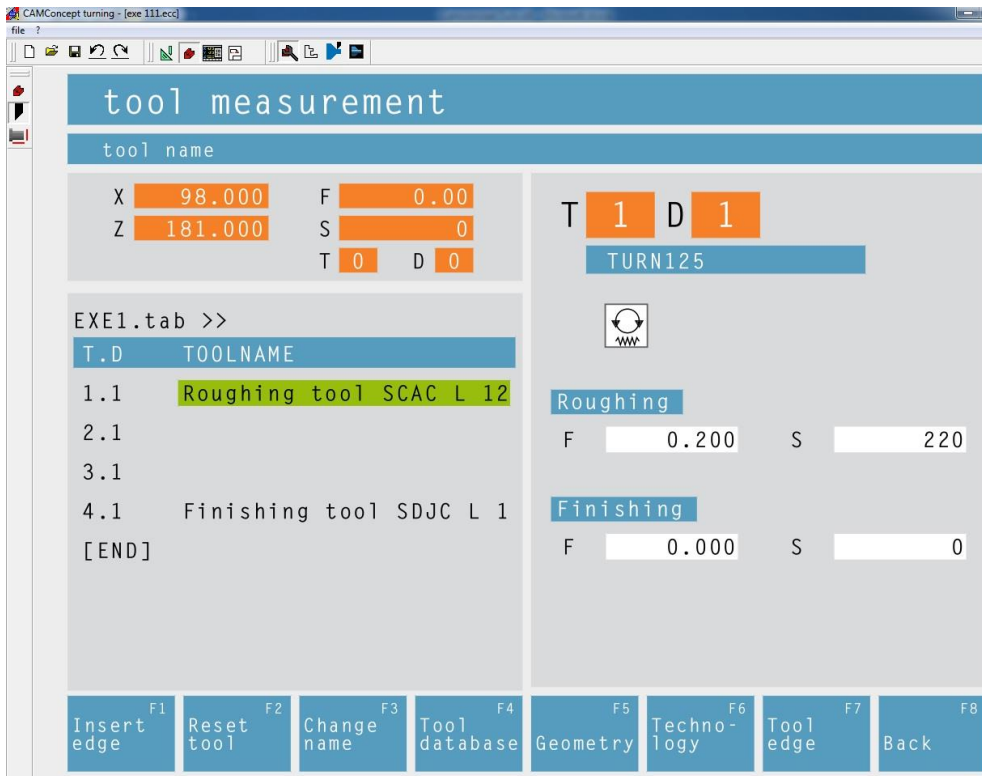 CAMConcept turning - [exe 111.ecc]
file ?
tool measurement
tool name
X 98.000 F 0.00
Z 181.000 S 0
T 0 D 0
T 1 D 1
TURN125
EXE1.tab >>
T.D TOOLNAME
1.1 Roughing tool SCAC L 12
2.1
3.1
4.1 Finishing tool SDJC L 1
[END]
Roughing
F 0.200 S 220
Finishing
F 0.000 S 0
F1 Insert edge
F2 Reset tool
F3 Change name
F4 Tool database
F5 Geometry
F6 Techno- logy
F7 Tool edge
F8 Back